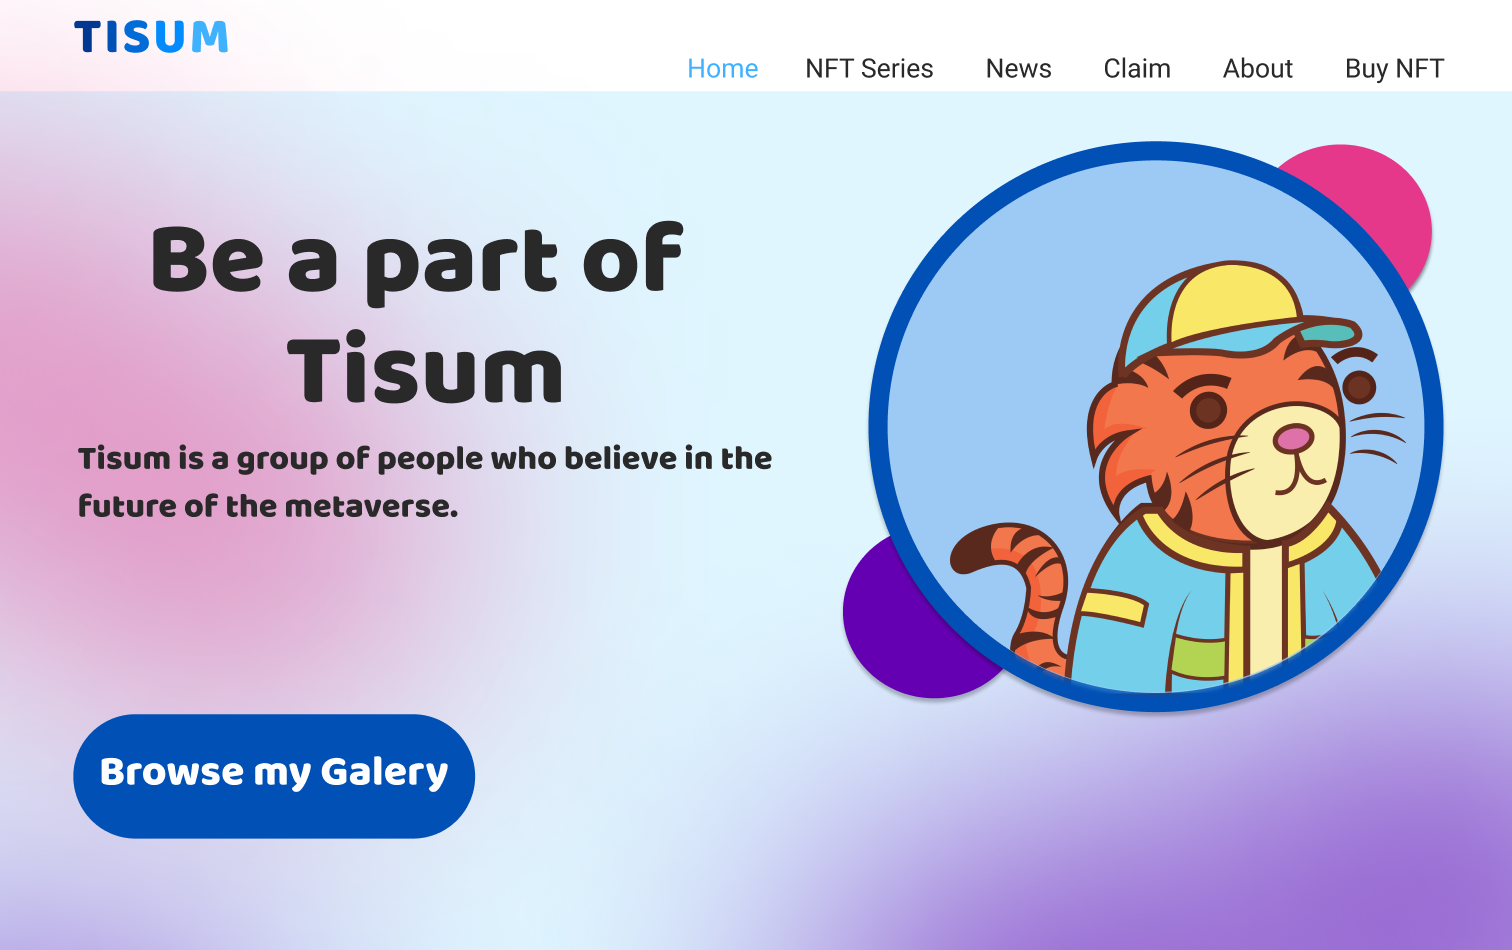 TISUM
Home NFT Series News Claim About Buy NFT
Be a part of
Tisum
Tisum is a group of people who believe in the
future of the metaverse.
Browse my Galery